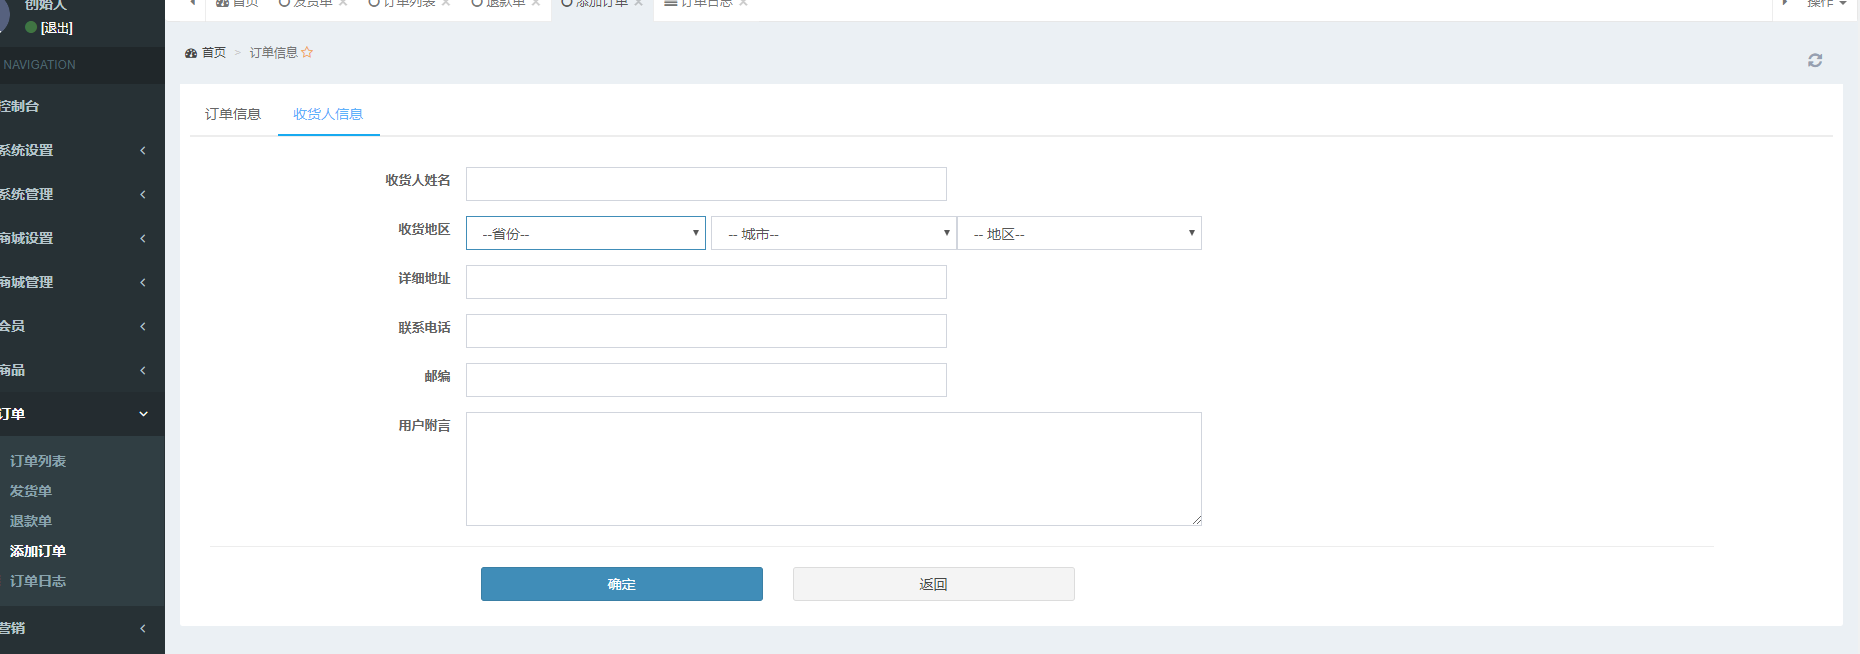 创始人
[退出]
NAVIGATION
控制台
系统设置
系统管理
商城设置
商城管理
会员
商品
订单
订单列表
发货单
退款单
添加订单
订单日志
营销
首页 发货单 订单列表 退款单 添加订单 订单日志 操作
首页 > 订单信息
订单信息 收货人信息
收货人姓名
收货地区 --省份-- -- 城市-- -- 地区--
详细地址
联系电话
邮编
用户附言
确定 返回